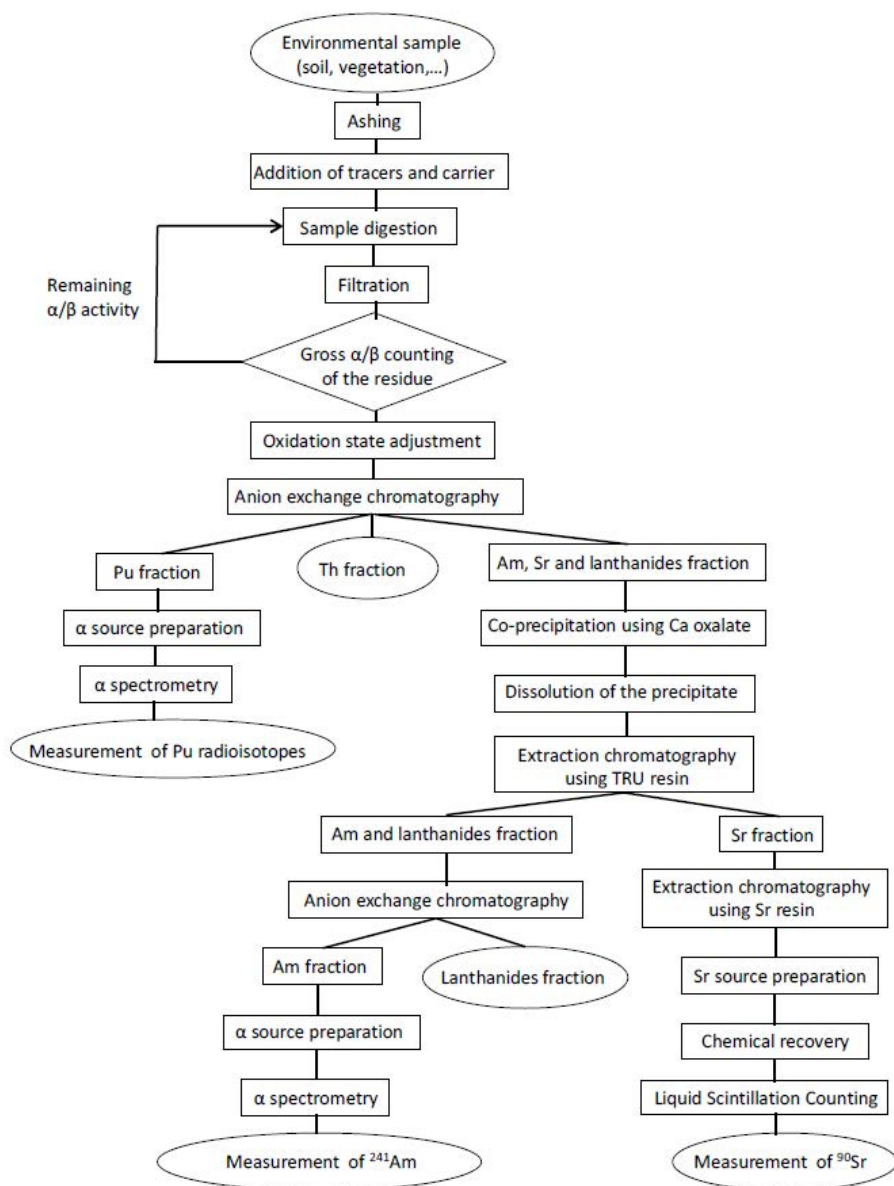 Environmental sample
(soil, vegetation,...)
Ashing
Addition of tracers and carrier
Sample digestion
Remaining
α/β activity
Filtration
Gross α/β counting
of the residue
Oxidation state adjustment
Anion exchange chromatography
Pu fraction
Th fraction
Am, Sr and lanthanides fraction
α source preparation
Co-precipitation using Ca oxalate
α spectrometry
Dissolution of the precipitate
Measurement of Pu radioisotopes
Extraction chromatography
using TRU resin
Am and lanthanides fraction
Sr fraction
Anion exchange chromatography
Extraction chromatography
using Sr resin
Am fraction
Lanthanides fraction
Sr source preparation
α source preparation
Chemical recovery
α spectrometry
Liquid Scintillation Counting
Measurement of ²⁴¹Am
Measurement of ⁹⁰Sr